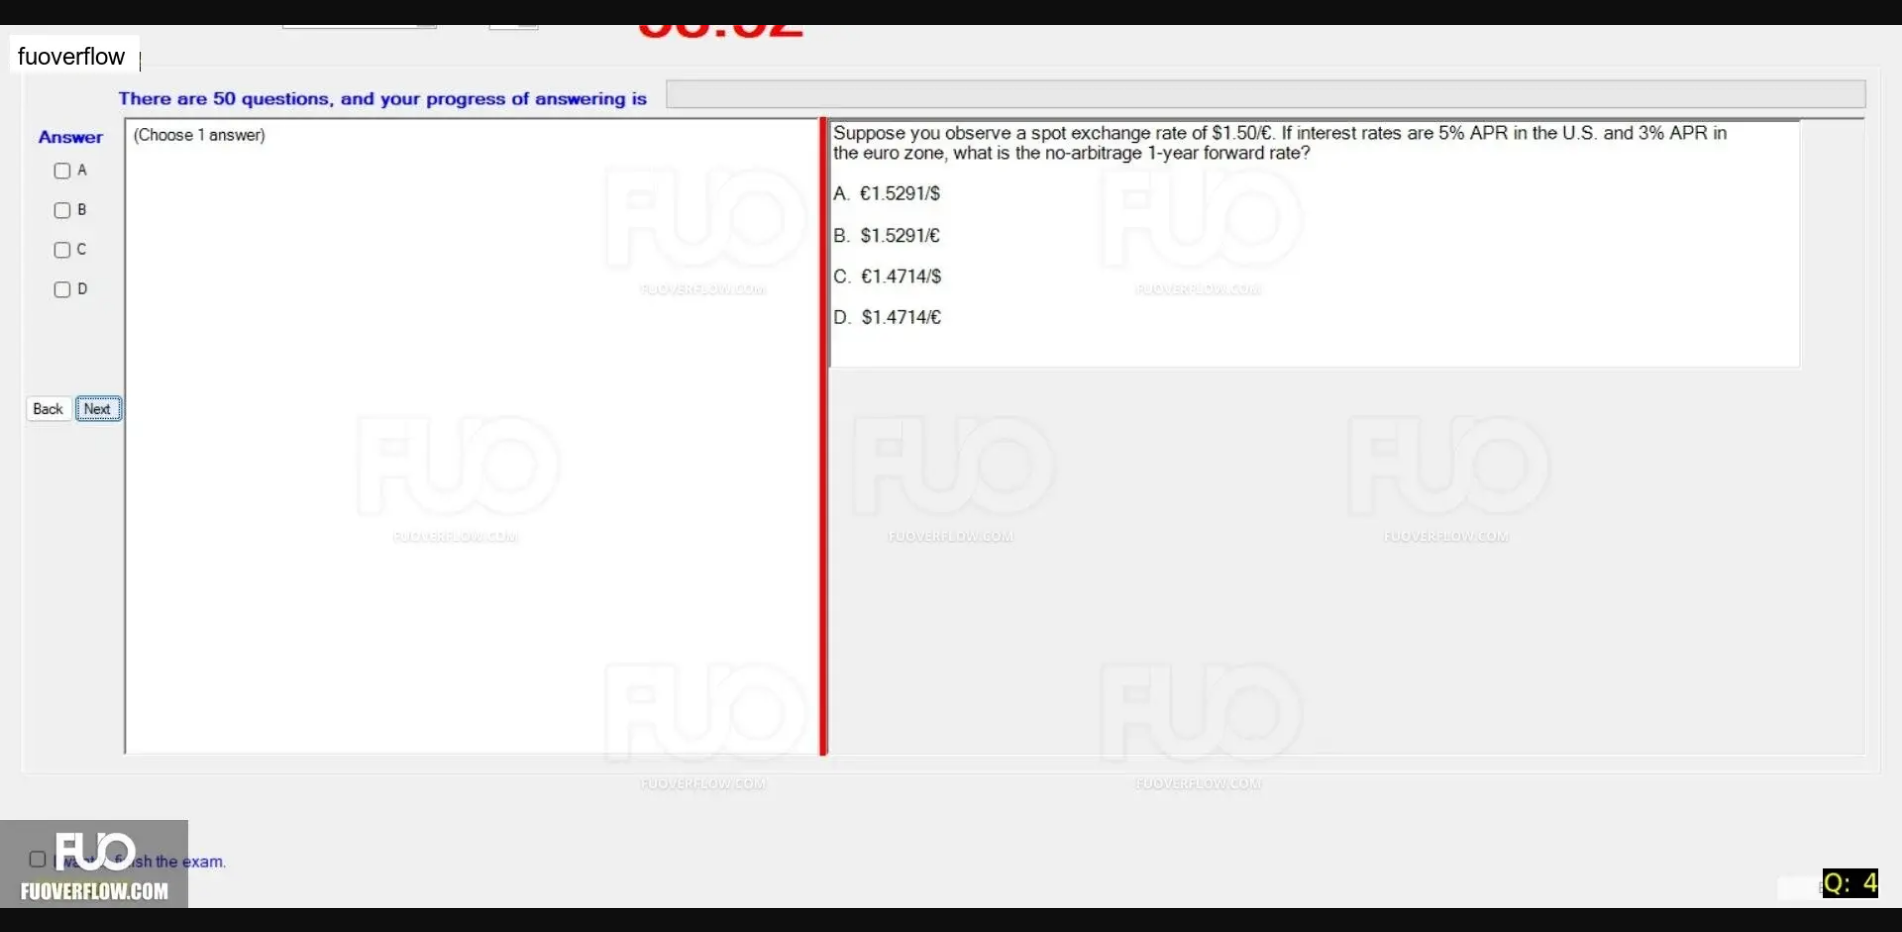 fuoverflow
There are 50 questions, and your progress of answering is
Answer
(Choose 1 answer)
A
B
C
D
Back
Next
Suppose you observe a spot exchange rate of $1.50/€. If interest rates are 5% APR in the U.S. and 3% APR in
the euro zone, what is the no-arbitrage 1-year forward rate?
A. €1.5291/$
B. $1.5291/€
C. €1.4714/$
D. $1.4714/€
FUO
FUOVERFLOW.COM
FUO
FUOVERFLOW.COM
FUO
FUOVERFLOW.COM
FUO
FUOVERFLOW.COM
FUO
FUOVERFLOW.COM
FUO
FUOVERFLOW.COM
FUO
FUOVERFLOW.COM
FUO
the exam.
FUOVERFLOW.COM
Q: 4